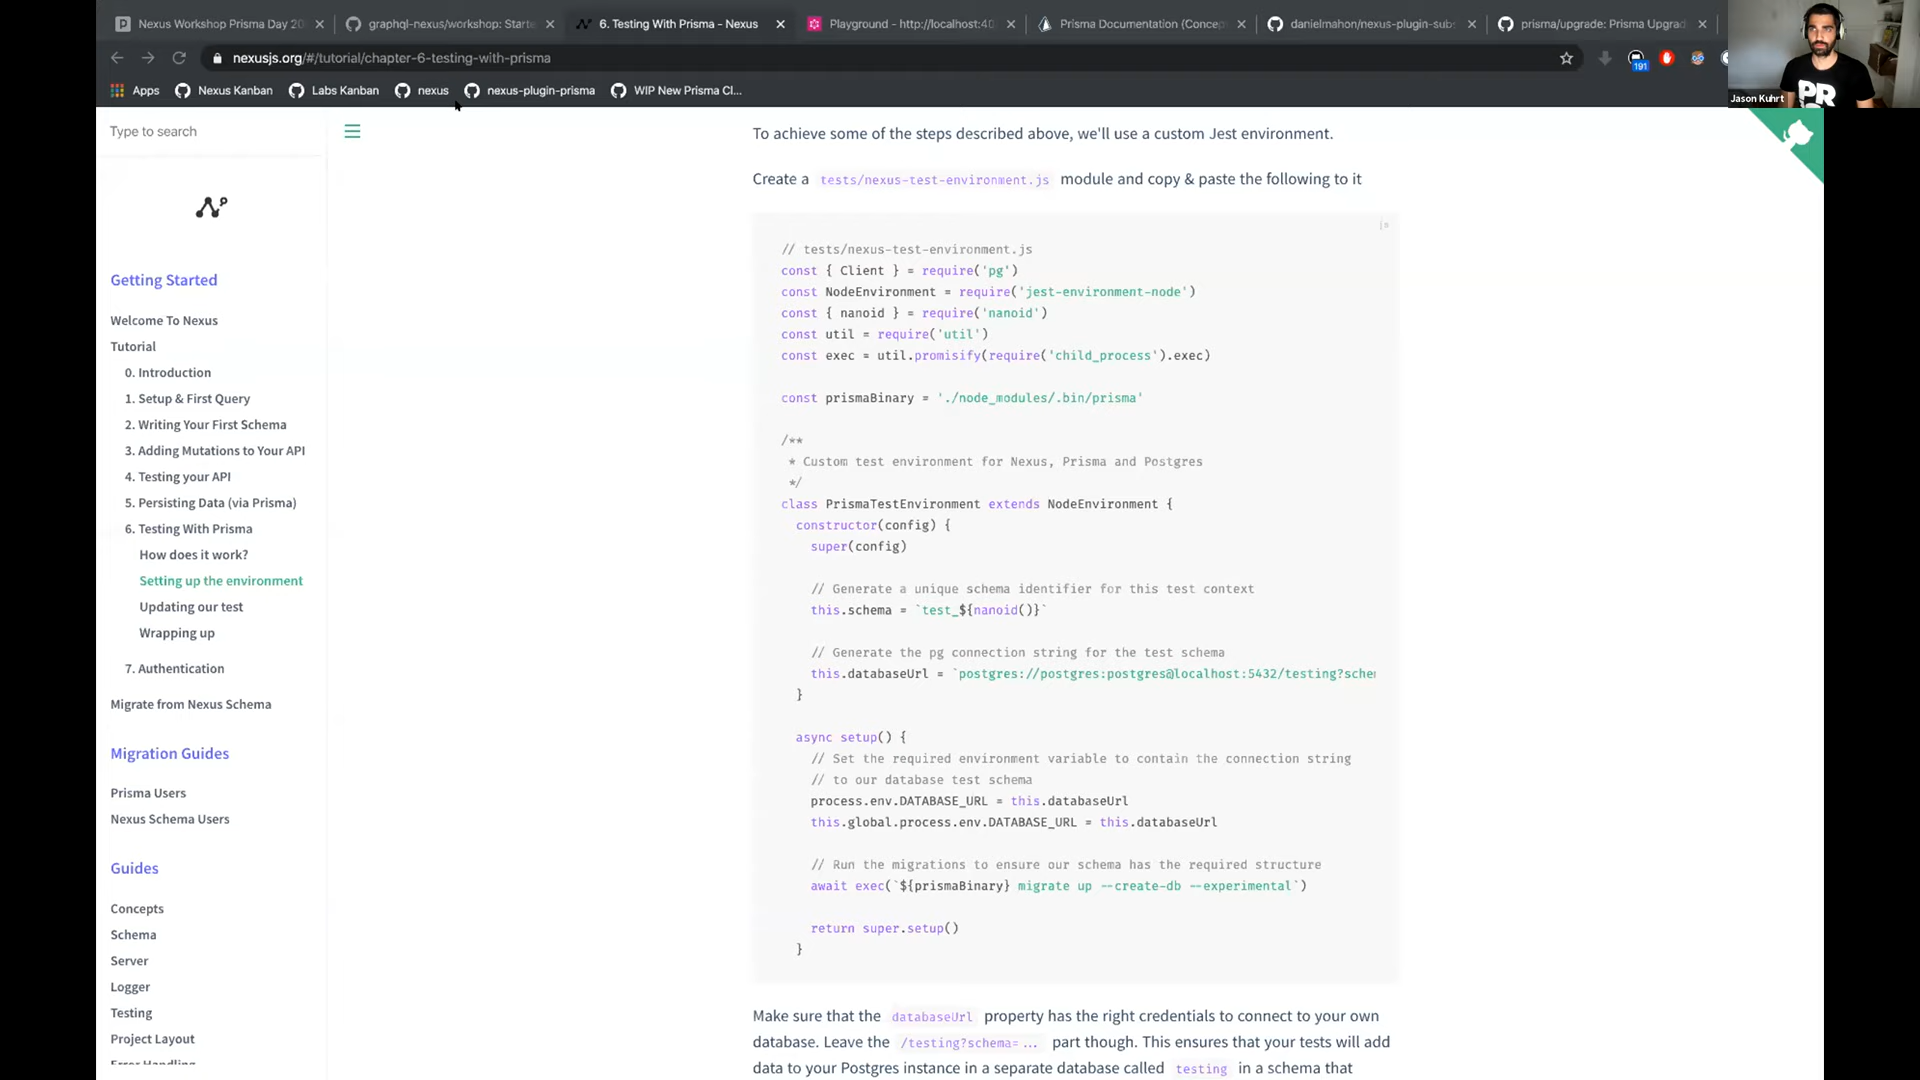 Nexus Workshop Prisma Day 20
graphql-nexus/workshop: Starte
6. Testing With Prisma - Nexus
Playground - http://localhost:40
Prisma Documentation (Concep
danielmahon/nexus-plugin-sub
prisma/upgrade: Prisma Upgrad
nexusjs.org/#/tutorial/chapter-6-testing-with-prisma
191
Apps
Nexus Kanban
Labs Kanban
nexus
nexus-plugin-prisma
WIP New Prisma Cl...
Jason Kuhrt
PR
Type to search
Getting Started
Welcome To Nexus
Tutorial
0. Introduction
1. Setup & First Query
2. Writing Your First Schema
3. Adding Mutations to Your API
4. Testing your API
5. Persisting Data (via Prisma)
6. Testing With Prisma
How does it work?
Setting up the environment
Updating our test
Wrapping up
7. Authentication
Migrate from Nexus Schema
Migration Guides
Prisma Users
Nexus Schema Users
Guides
Concepts
Schema
Server
Logger
Testing
Project Layout
Error Handling
To achieve some of the steps described above, we'll use a custom Jest environment.
Create a tests/nexus-test-environment.js module and copy & paste the following to it
js
// tests/nexus-test-environment.js
const { Client } = require('pg')
const NodeEnvironment = require('jest-environment-node')
const { nanoid } = require('nanoid')
const util = require('util')
const exec = util.promisify(require('child_process').exec)
const prismaBinary = './node_modules/.bin/prisma'
/**
* Custom test environment for Nexus, Prisma and Postgres
*/
class PrismaTestEnvironment extends NodeEnvironment {
constructor(config) {
super(config)
// Generate a unique schema identifier for this test context
this.schema = `test_${nanoid()}`
// Generate the pg connection string for the test schema
this.databaseUrl = `postgres://postgres:postgres@localhost:5432/testing?schem
}
async setup() {
// Set the required environment variable to contain the connection string
// to our database test schema
process.env.DATABASE_URL = this.databaseUrl
this.global.process.env.DATABASE_URL = this.databaseUrl
// Run the migrations to ensure our schema has the required structure
await exec(`${prismaBinary} migrate up --create-db --experimental`)
return super.setup()
}
Make sure that the databaseUrl property has the right credentials to connect to your own
database. Leave the /testing?schema=... part though. This ensures that your tests will add
data to your Postgres instance in a separate database called testing in a schema that